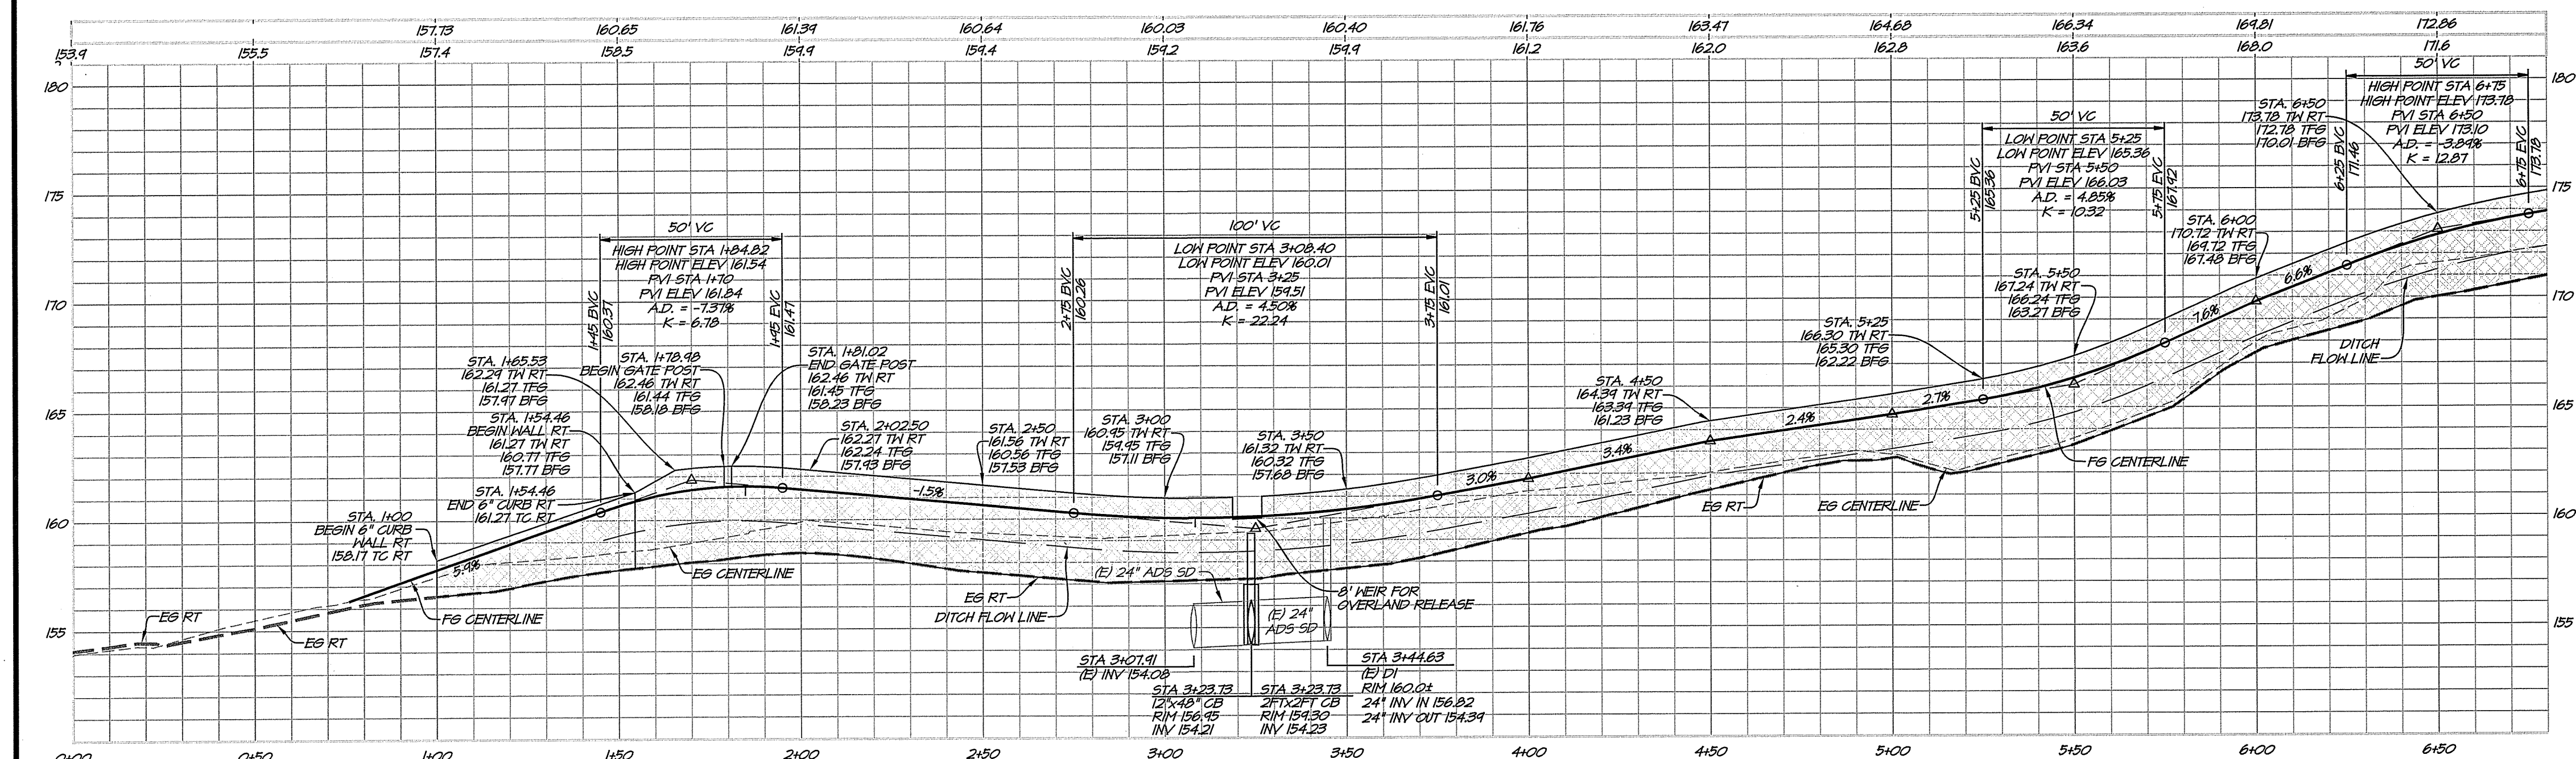 157.73 160.65 161.39 160.64 160.03 160.40 161.76 163.47 164.68 166.34 169.81 172.86
153.9 155.5 157.4 158.5 159.9 159.4 159.2 159.9 161.2 162.0 162.8 163.6 168.0 171.6
180
175
170
165
160
155
180
175
170
165
160
155
50' VC
HIGH POINT STA 1+84.82
HIGH POINT ELEV 161.54
PVI STA 1+70
PVI ELEV 161.84
A.D. = -7.37%
K = 6.78
1+45 BVC
160.37
1+95 EVC
161.47
100' VC
LOW POINT STA 3+08.40
LOW POINT ELEV 160.01
PVI STA 3+25
PVI ELEV 159.51
A.D. = 4.50%
K = 22.24
2+75 BVC
160.26
3+75 EVC
161.01
50' VC
LOW POINT STA 5+25
LOW POINT ELEV 165.36
PVI STA 5+50
PVI ELEV 166.03
A.D. = 4.85%
K = 10.32
5+25 BVC
165.36
5+75 EVC
167.92
50' VC
HIGH POINT STA 6+75
HIGH POINT ELEV 173.78
PVI STA 6+50
PVI ELEV 173.10
A.D. = -3.89%
K = 12.87
6+25 BVC
171.46
6+75 EVC
173.78
STA. 1+00
BEGIN 6" CURB
WALL RT
158.17 TC RT
STA. 1+54.46
END 6" CURB RT
161.27 TC RT
STA. 1+54.46
BEGIN WALL RT
161.27 TW RT
160.77 TFG
157.77 BFG
STA. 1+65.53
162.29 TW RT
161.27 TFG
157.97 BFG
STA. 1+78.98
BEGIN GATE POST
162.46 TW RT
161.44 TFG
158.18 BFG
STA. 1+81.02
END GATE POST
162.46 TW RT
161.45 TFG
158.23 BFG
STA. 2+02.50
162.27 TW RT
162.24 TFG
157.93 BFG
STA. 2+50
161.56 TW RT
160.56 TFG
157.53 BFG
STA. 3+00
160.95 TW RT
159.95 TFG
157.11 BFG
STA. 3+50
161.32 TW RT
160.32 TFG
157.68 BFG
STA. 4+50
164.39 TW RT
163.39 TFG
161.23 BFG
STA. 5+25
166.30 TW RT
165.30 TFG
162.22 BFG
STA. 5+50
167.24 TW RT
166.24 TFG
163.27 BFG
STA. 6+00
170.72 TW RT
169.72 TFG
167.48 BFG
STA. 6+50
173.78 TW RT
172.78 TFG
170.01 BFG
5.9%
-1.5%
3.0%
3.4%
2.4%
2.7%
7.6%
6.6%
EG RT
EG RT
FG CENTERLINE
EG CENTERLINE
EG RT
DITCH FLOW LINE
(E) 24" ADS SD
(E) 24"
ADS SD
8' WEIR FOR
OVERLAND RELEASE
EG RT
EG CENTERLINE
FG CENTERLINE
DITCH
FLOW LINE
STA 3+07.91
(E) INV 154.08
STA 3+23.73
12"x48" CB
RIM 156.95
INV 154.21
STA 3+23.73
2FTX2FT CB
RIM 159.30
INV 154.23
STA 3+44.63
(E) DI
RIM 160.0±
24" INV IN 156.82
24" INV OUT 154.39
0+00 0+50 1+00 1+50 2+00 2+50 3+00 3+50 4+00 4+50 5+00 5+50 6+00 6+50